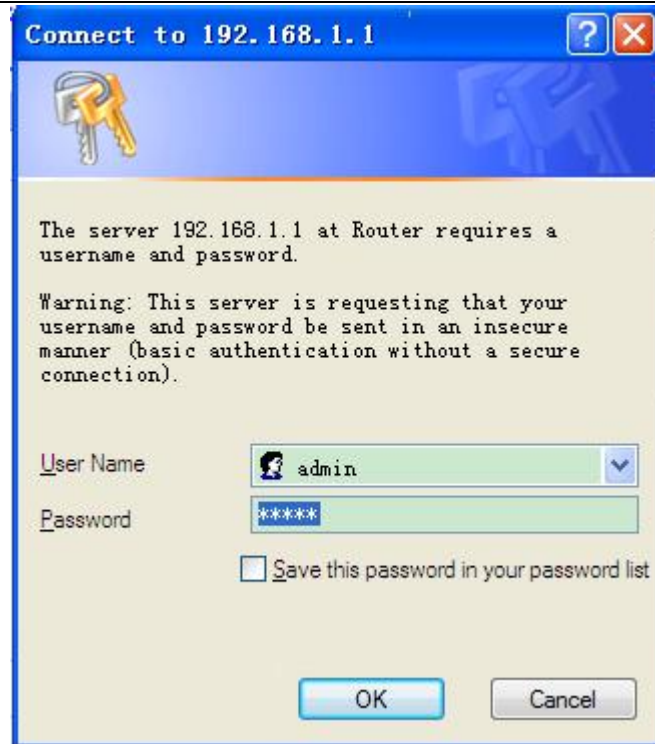 Connect to 192.168.1.1
The server 192.168.1.1 at Router requires a
username and password.
Warning: This server is requesting that your
username and password be sent in an insecure
manner (basic authentication without a secure
connection).
User Name
admin
Password
*****
Save this password in your password list
OK
Cancel